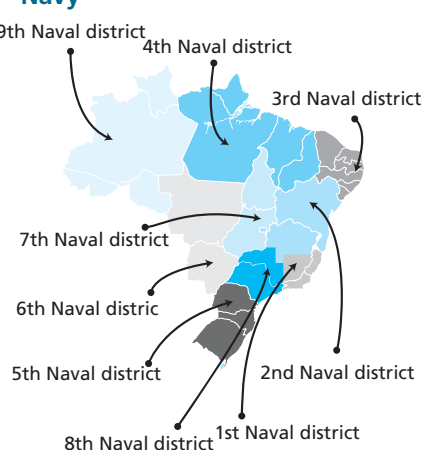 Navy
9th Naval district
4th Naval district
3rd Naval district
7th Naval district
6th Naval distric
5th Naval district
2nd Naval district
1st Naval district
8th Naval district